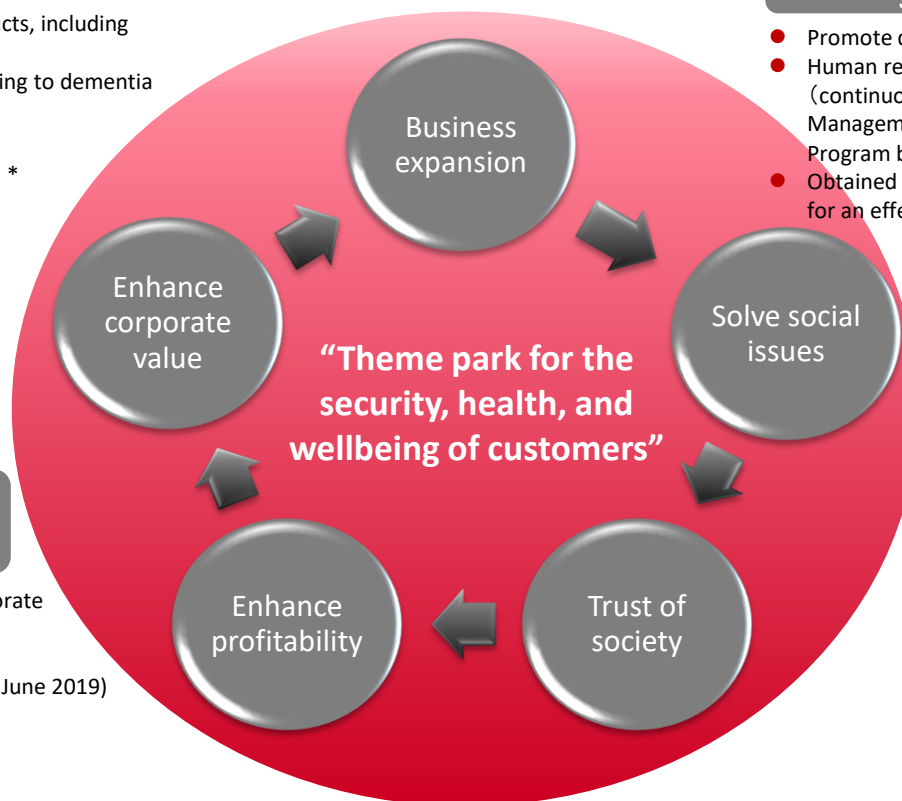 cts, including
ing to dementia
*
Promote
Human re
（continuo
Managem
Program b
Obtained
for an effe
Business
expansion
Enhance
corporate
value
Solve social
issues
“Theme park for the
security, health, and
wellbeing of customers”
orate
June 2019)
Enhance
profitability
Trust of
society